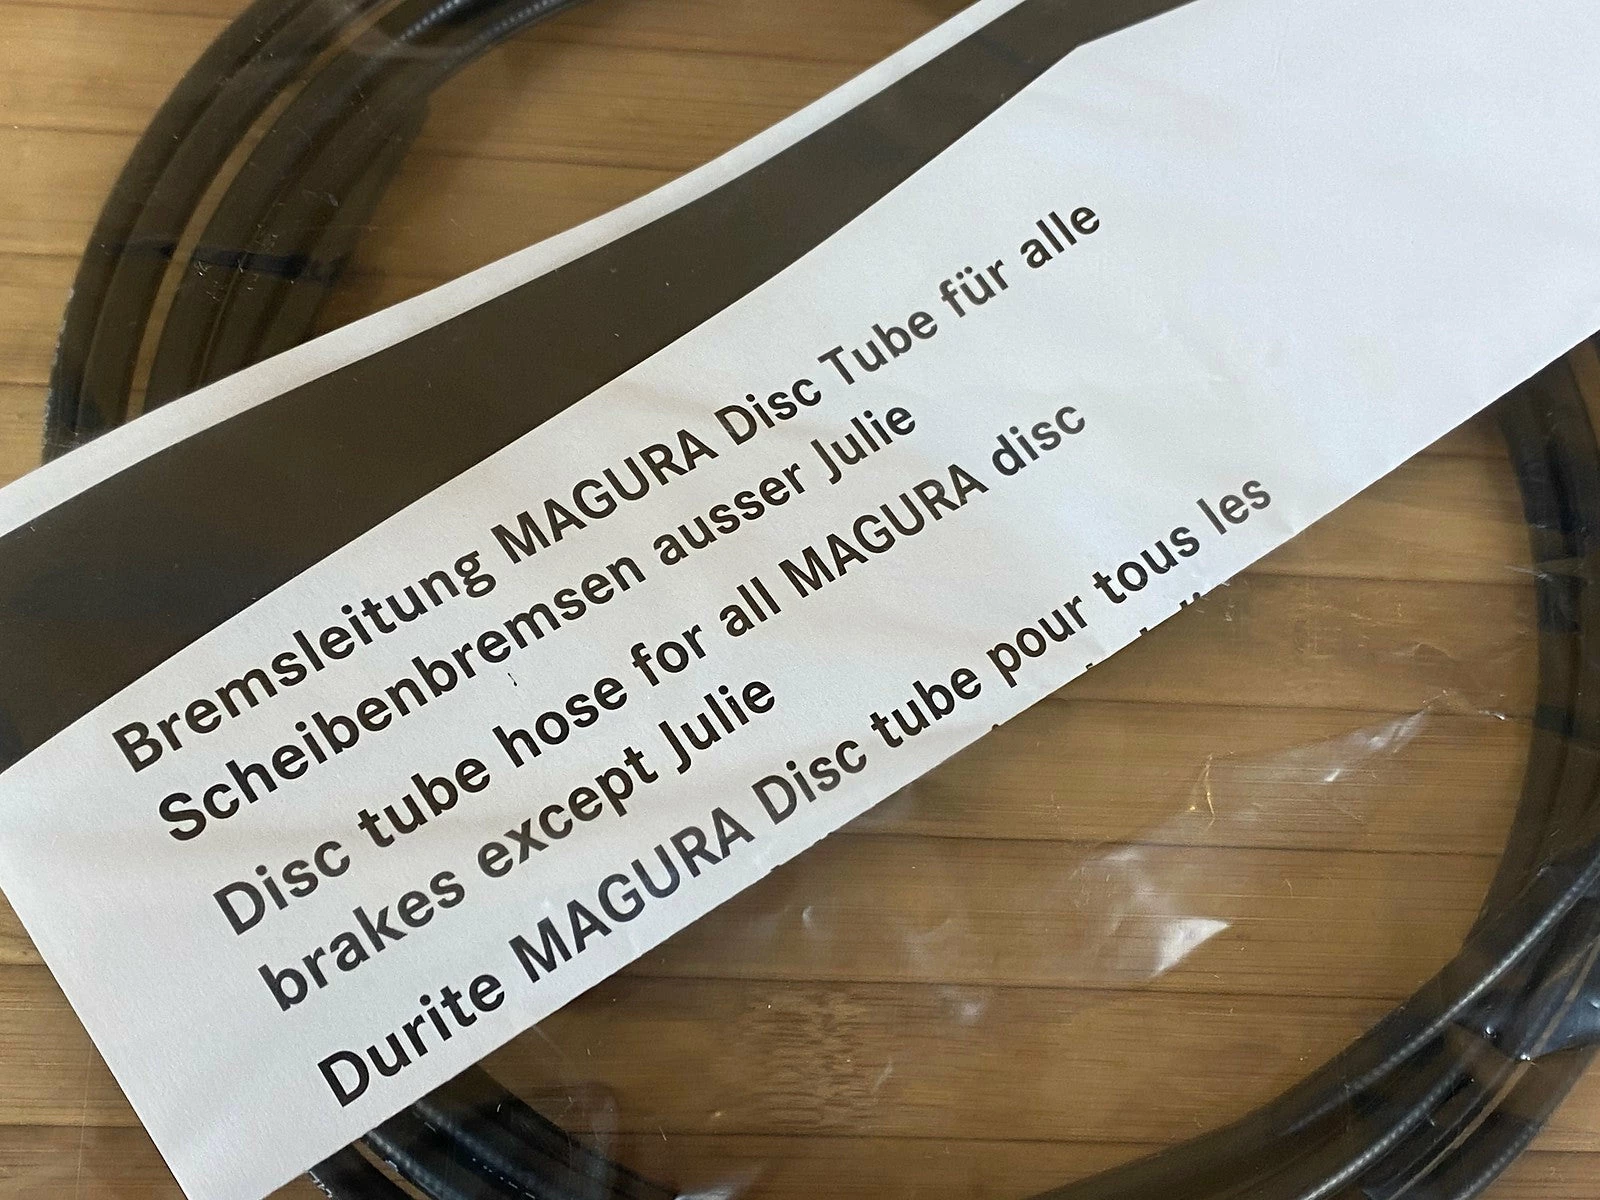 Bremsleitung MAGURA Disc Tube für alle
Scheibenbremsen ausser Julie
Disc tube hose for all MAGURA disc
brakes except Julie
Durite MAGURA Disc tube pour tous les